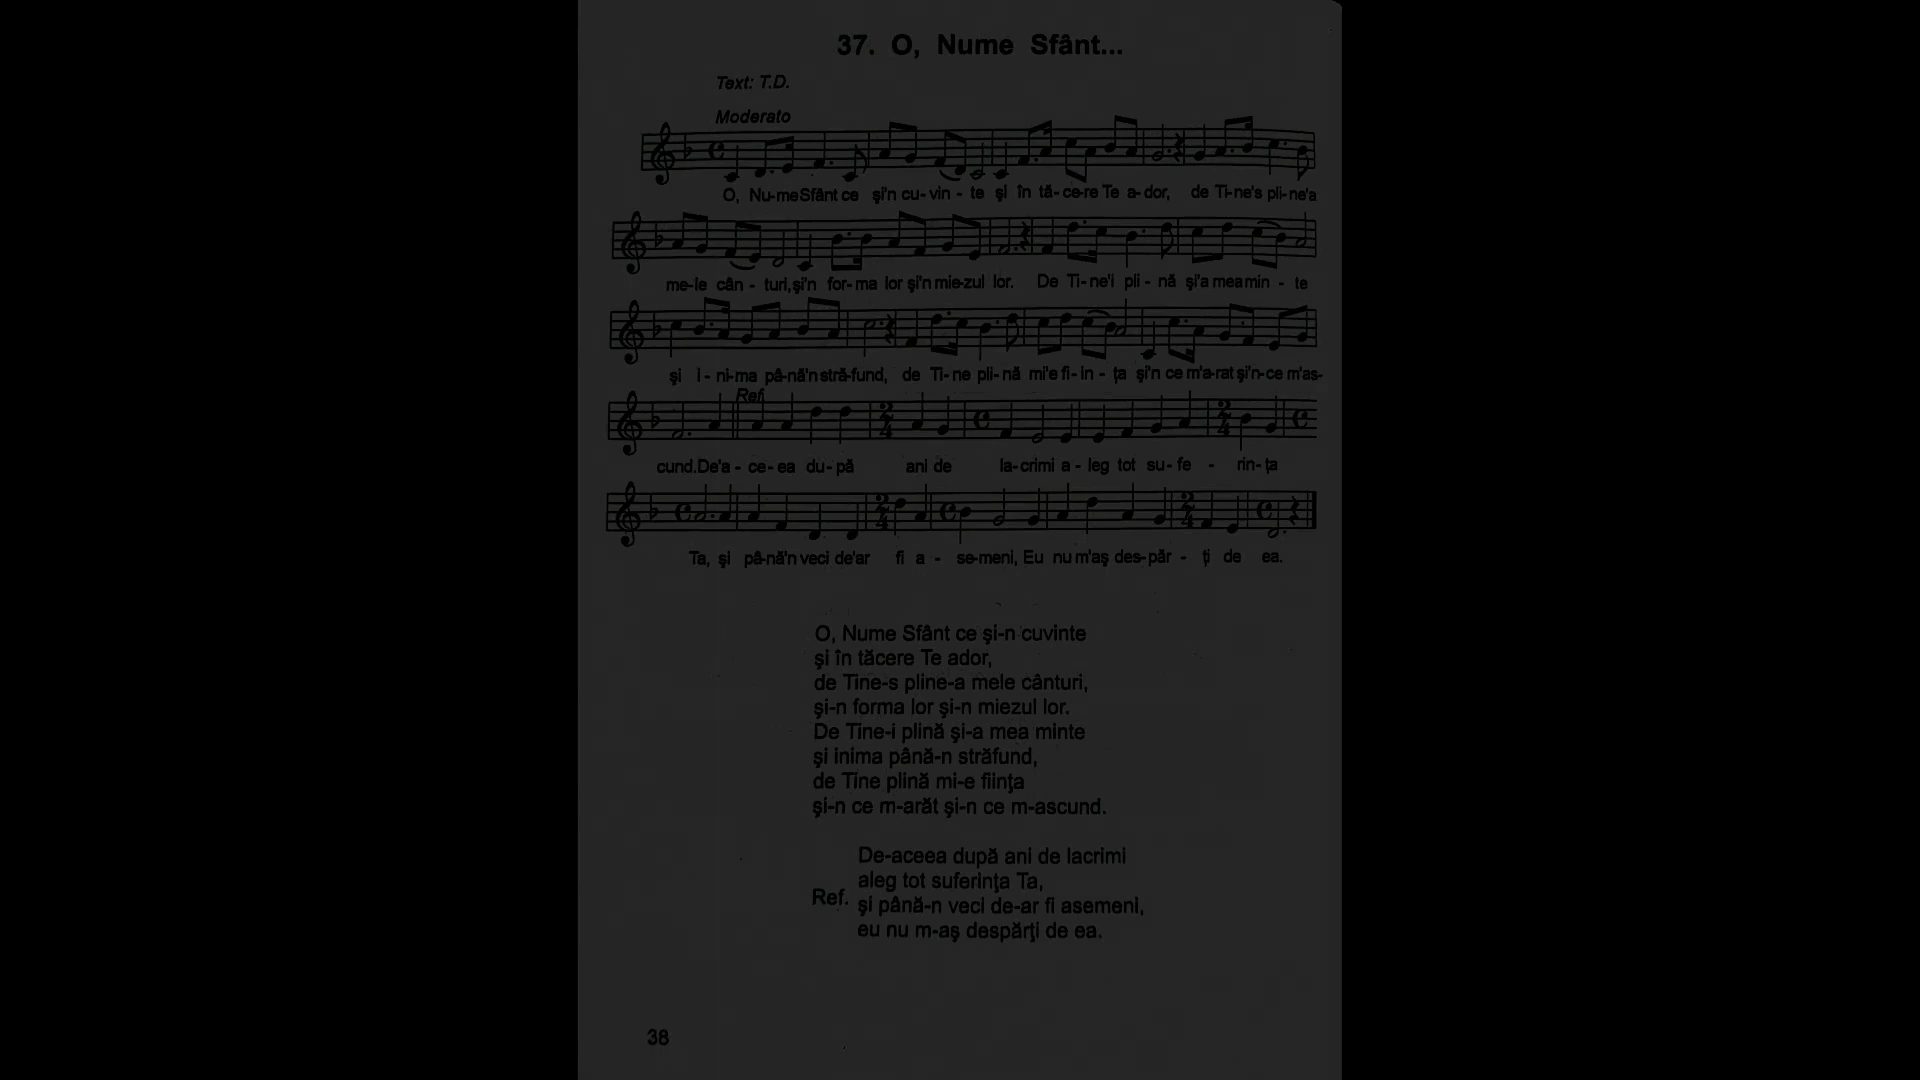 37. O, Nume Sfânt...
Text: T.D.
Moderato
O, Nu-me Sfânt ce şi'n cu-vin - te şi în tă-ce-re Te a-dor, de Ti-ne's pli-ne'a
me-le cân - turi,şi'n for-ma lor şi'n mie-zul lor. De Ti-ne'i pli - nă şi'a mea min - te
şi i-ni-ma pâ-nă'n stră-fund, de Ti-ne pli-nă mi'e fi-in-ţa şi'n ce m'a-rat şi'n-ce m'as-
Ref.
cund.De'a - ce-ea du-pă ani de la-crimi a-leg tot su-fe - rin-ţa
Ta, şi pâ-nă'n veci de'ar fi a - se-meni, Eu nu m'aş des-păr - ţi de ea.
O, Nume Sfânt ce şi-n cuvinte
şi în tăcere Te ador,
de Tine-s pline-a mele cânturi,
şi-n forma lor şi-n miezul lor.
De Tine-i plină şi-a mea minte
şi inima până-n străfund,
de Tine plină mi-e fiinţa
şi-n ce m-arăt şi-n ce m-ascund.
De-aceea după ani de lacrimi
aleg tot suferinţa Ta,
Ref. şi până-n veci de-ar fi asemeni,
eu nu m-aş despărţi de ea.
38